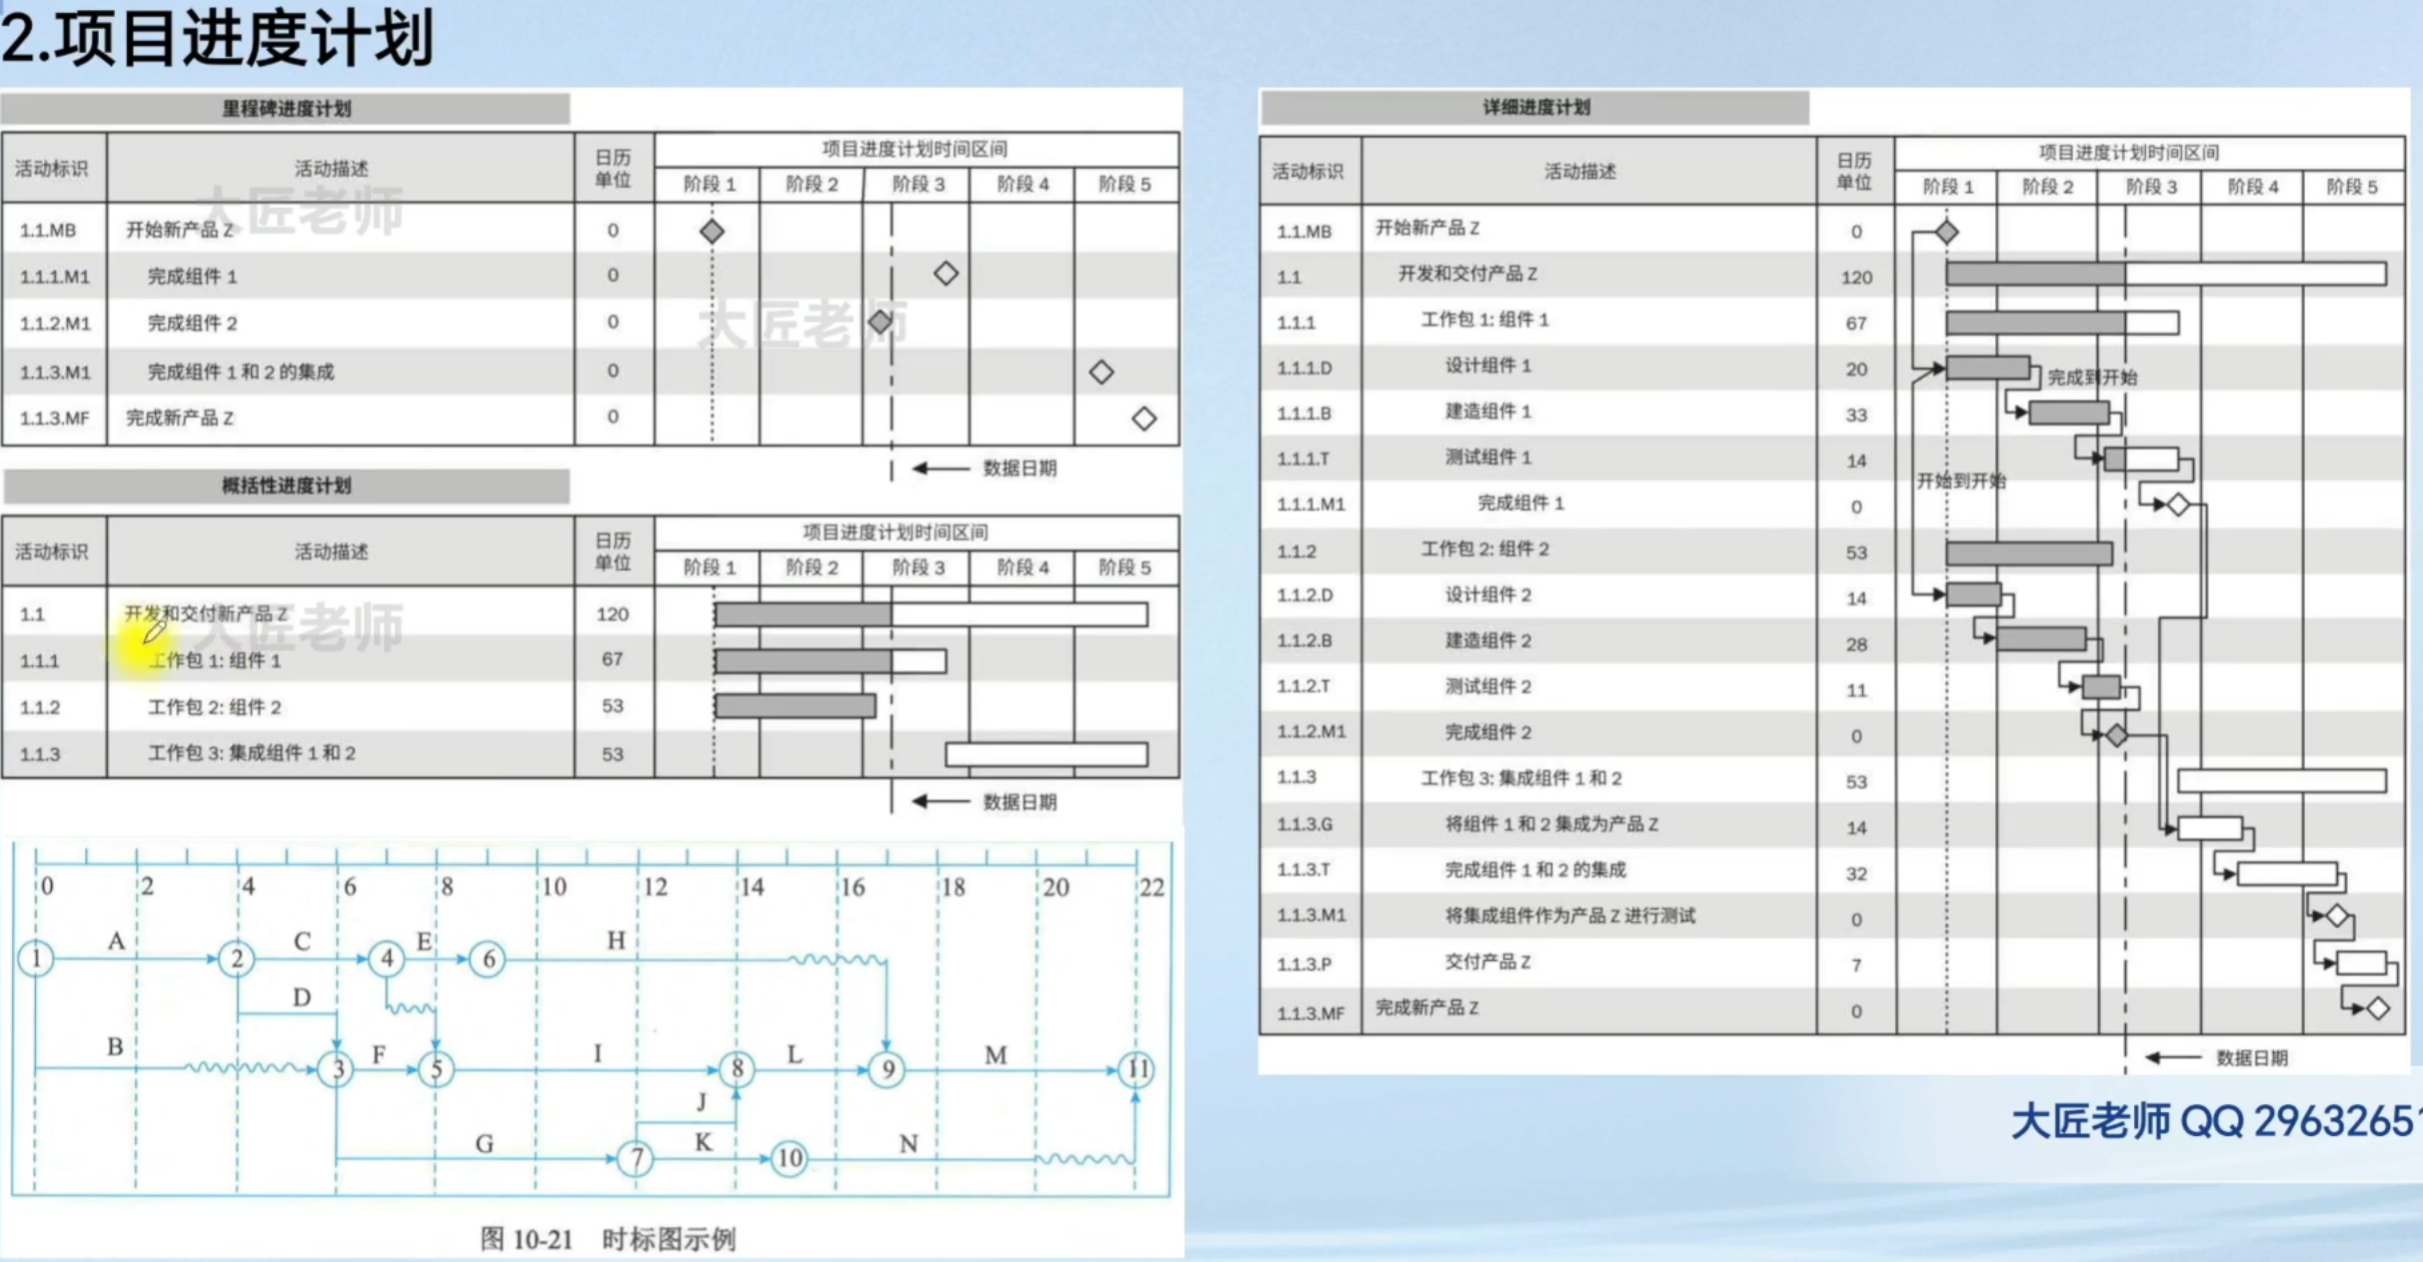 2.项目进度计划
里程碑进度计划
活动标识 活动描述 日历单位 项目进度计划时间区间
阶段 1 阶段 2 阶段 3 阶段 4 阶段 5
1.1.MB 开始新产品 Z 0
1.1.1.M1 完成组件 1 0
1.1.2.M1 完成组件 2 0
1.1.3.M1 完成组件 1 和 2 的集成 0
1.1.3.MF 完成新产品 Z 0
数据日期
大匠老师
大匠老师
概括性进度计划
活动标识 活动描述 日历单位 项目进度计划时间区间
阶段 1 阶段 2 阶段 3 阶段 4 阶段 5
1.1 开发和交付新产品 Z 120
1.1.1 工作包 1: 组件 1 67
1.1.2 工作包 2: 组件 2 53
1.1.3 工作包 3: 集成组件 1 和 2 53
数据日期
大匠老师
0 2 4 6 8 10 12 14 16 18 20 22
A C E H
1 2 4 6
D
B F I L M
3 5 8 9 11
J
G K N
7 10
图 10-21 时标图示例
详细进度计划
活动标识 活动描述 日历单位 项目进度计划时间区间
阶段 1 阶段 2 阶段 3 阶段 4 阶段 5
1.1.MB 开始新产品 Z 0
1.1 开发和交付产品 Z 120
1.1.1 工作包 1: 组件 1 67
1.1.1.D 设计组件 1 20
完成到开始
1.1.1.B 建造组件 1 33
1.1.1.T 测试组件 1 14
开始到开始
1.1.1.M1 完成组件 1 0
1.1.2 工作包 2: 组件 2 53
1.1.2.D 设计组件 2 14
1.1.2.B 建造组件 2 28
1.1.2.T 测试组件 2 11
1.1.2.M1 完成组件 2 0
1.1.3 工作包 3: 集成组件 1 和 2 53
1.1.3.G 将组件 1 和 2 集成为产品 Z 14
1.1.3.T 完成组件 1 和 2 的集成 32
1.1.3.M1 将集成组件作为产品 Z 进行测试 0
1.1.3.P 交付产品 Z 7
1.1.3.MF 完成新产品 Z 0
数据日期
大匠老师 QQ 29632651